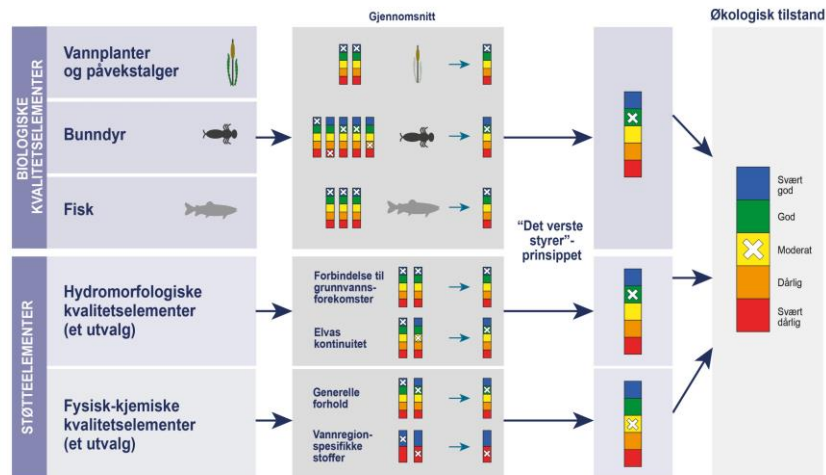 Gjennomsnitt
Økologisk tilstand
BIOLOGISKE
KVALITETSELEMENTER
Vannplanter
og påvekstalger
Bunndyr
Fisk
"Det verste
styrer"-
prinsippet
Svært
god
God
Moderat
Dårlig
Svært
dårlig
STØTTEELEMENTER
Hydromorfologiske
kvalitetselementer
(et utvalg)
Forbindelse til
grunnvanns-
forekomster
Elvas
kontinuitet
Fysisk-kjemiske
kvalitetselementer
(et utvalg)
Generelle
forhold
Vannregion-
spesifikke
stoffer